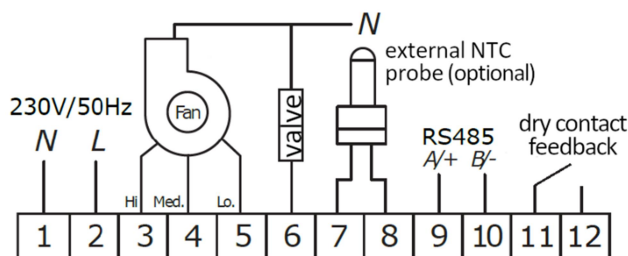 N
external NTC
probe (optional)
230V/50Hz
N L
Fan
valve
RS485
A/+ B/-
dry contact
feedback
Hi Med. Lo.
1 2 3 4 5 6 7 8 9 10 11 12